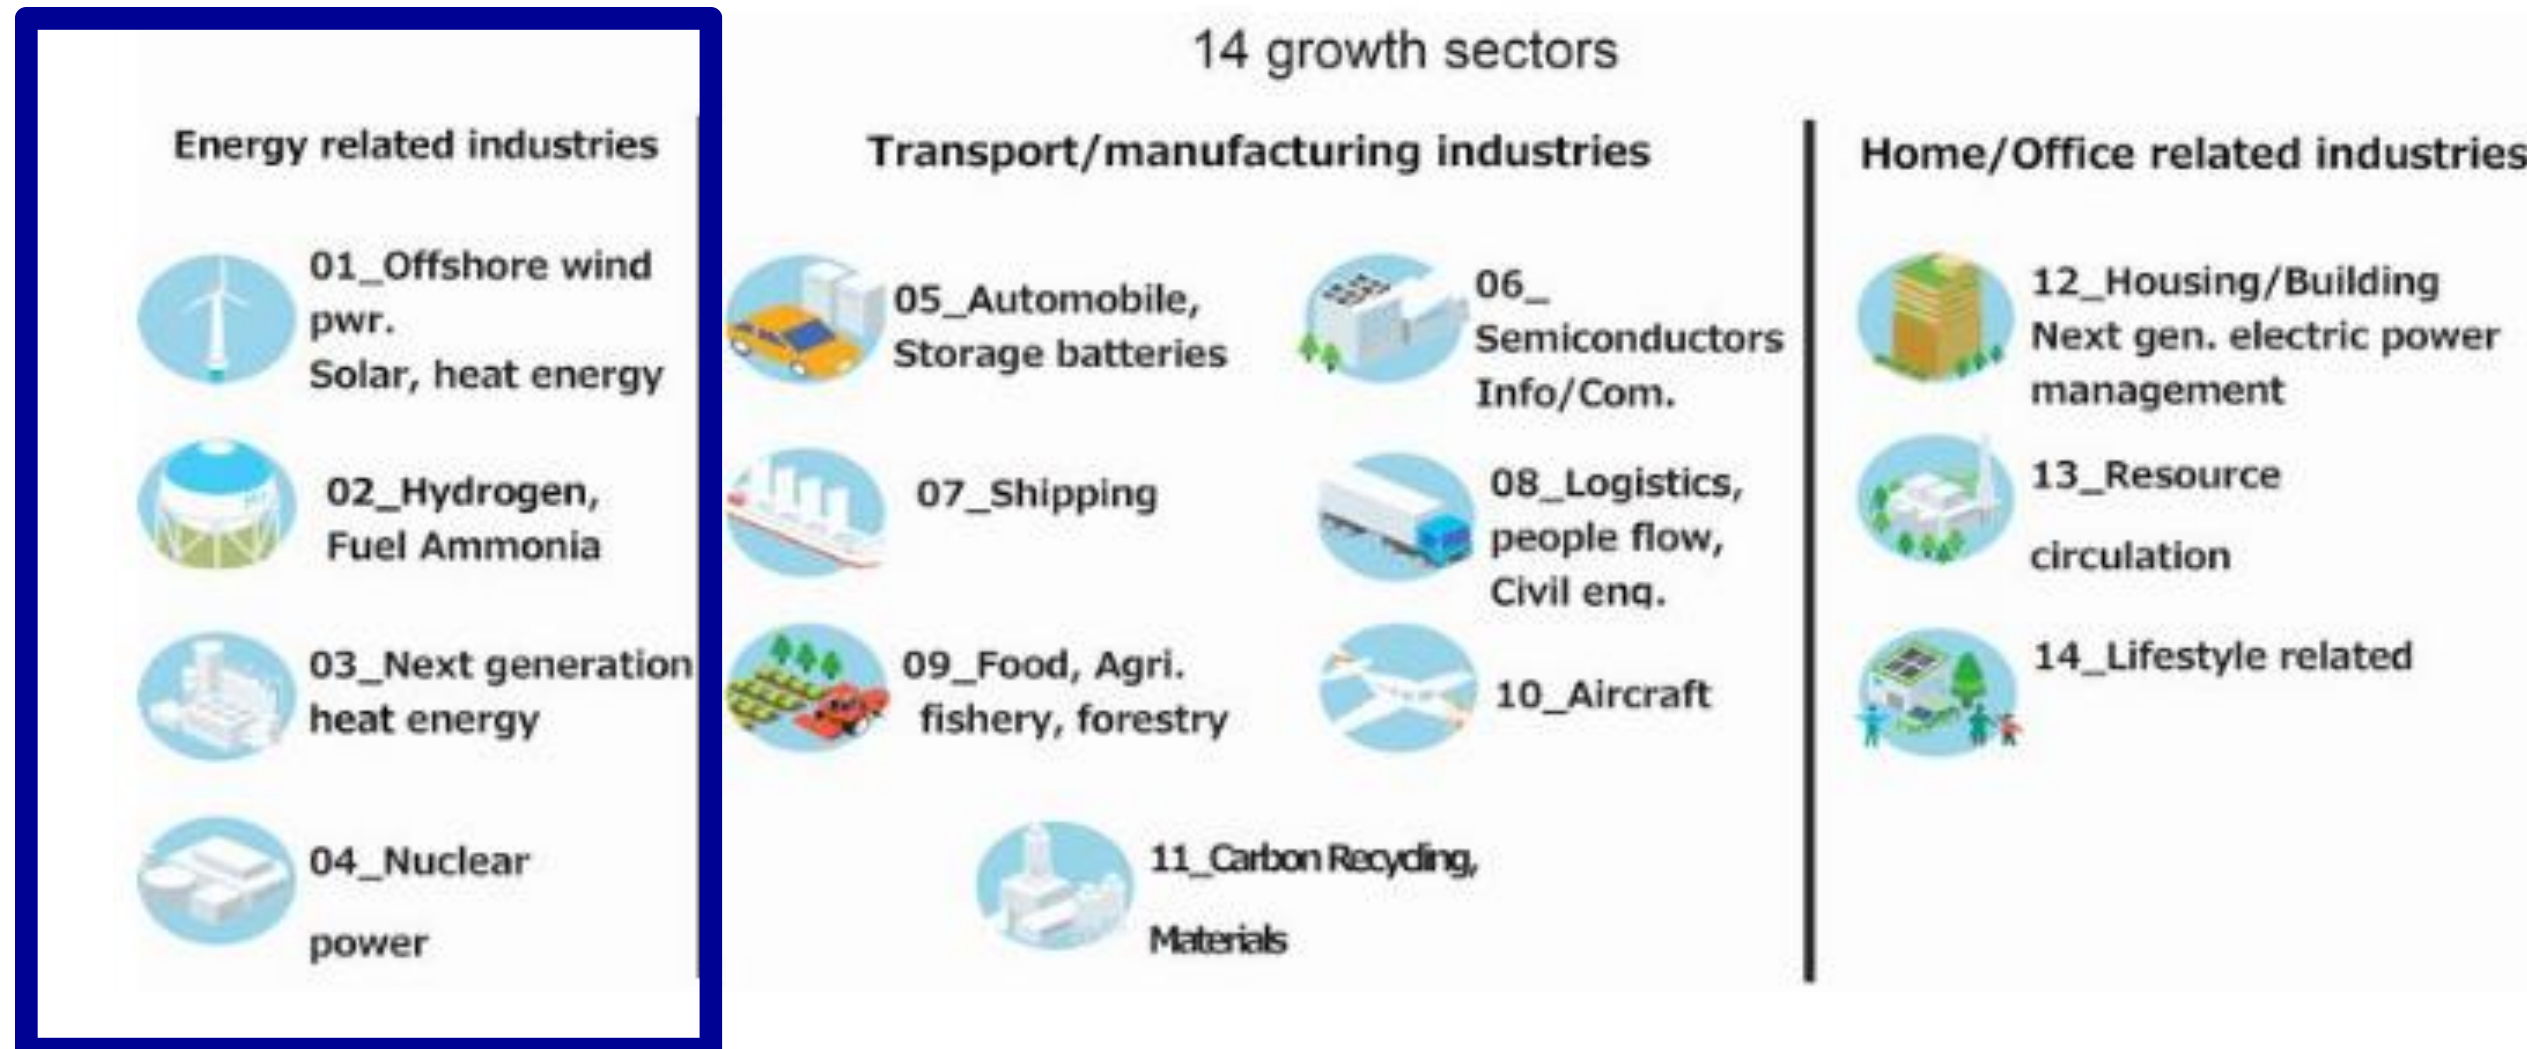 14 growth sectors
Energy related industries
01_Offshore wind
pwr.
Solar, heat energy
02_Hydrogen,
Fuel Ammonia
03_Next generation
heat energy
04_Nuclear
power
Transport/manufacturing industries
05_Automobile,
Storage batteries
06_
Semiconductors
Info/Com.
07_Shipping
08_Logistics,
people flow,
Civil eng.
09_Food, Agri.
fishery, forestry
10_Aircraft
11_Carbon Recycling,
Materials
Home/Office related industries
12_Housing/Building
Next gen. electric power
management
13_Resource
circulation
14_Lifestyle related